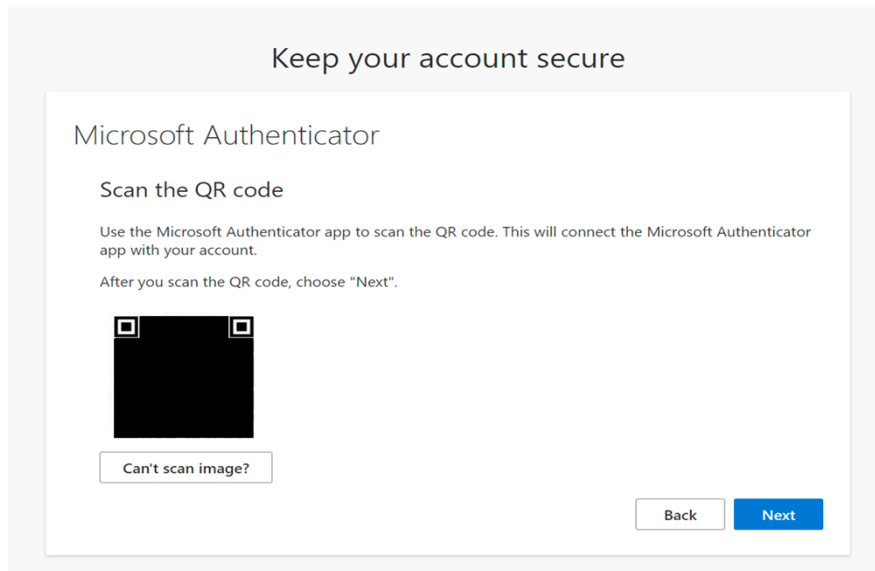 Keep your account secure
Microsoft Authenticator
Scan the QR code
Use the Microsoft Authenticator app to scan the QR code. This will connect the Microsoft Authenticator
app with your account.
After you scan the QR code, choose "Next".
Can't scan image?
Back
Next